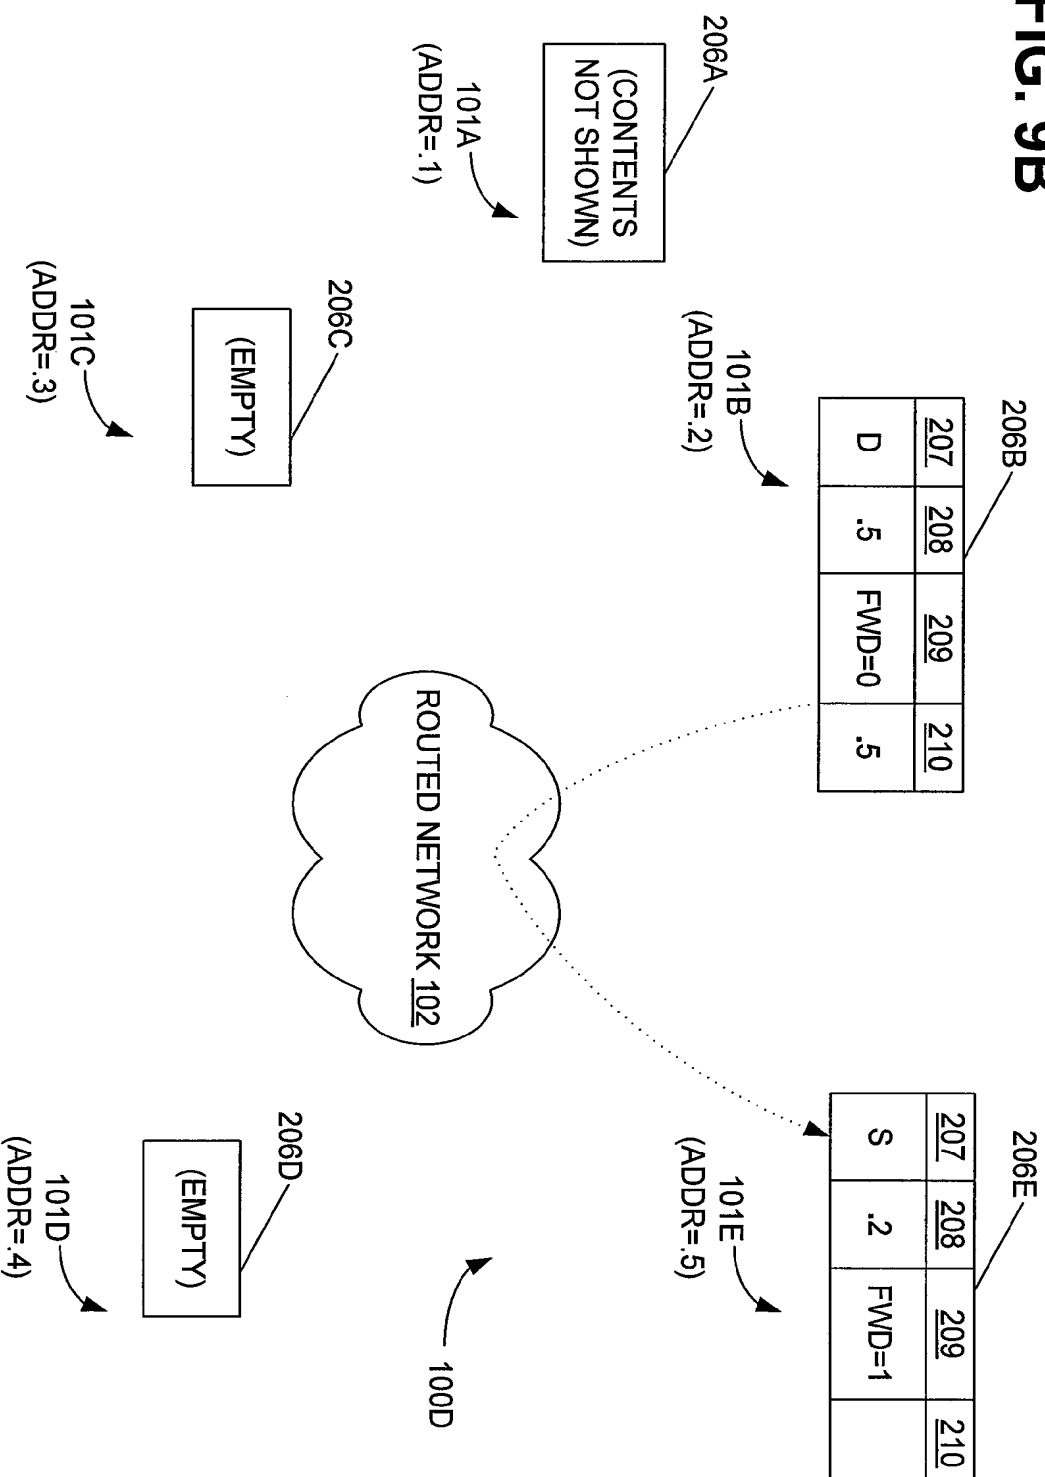 FIG. 9B
206A
(CONTENTS
NOT SHOWN)
101A
(ADDR=.1)
206B
207 208 209 210
D .5 FWD=0 .5
101B
(ADDR=.2)
206C
(EMPTY)
101C
(ADDR=.3)
ROUTED NETWORK 102
206E
207 208 209 210
S .2 FWD=1
101E
(ADDR=.5)
100D
206D
(EMPTY)
101D
(ADDR=.4)